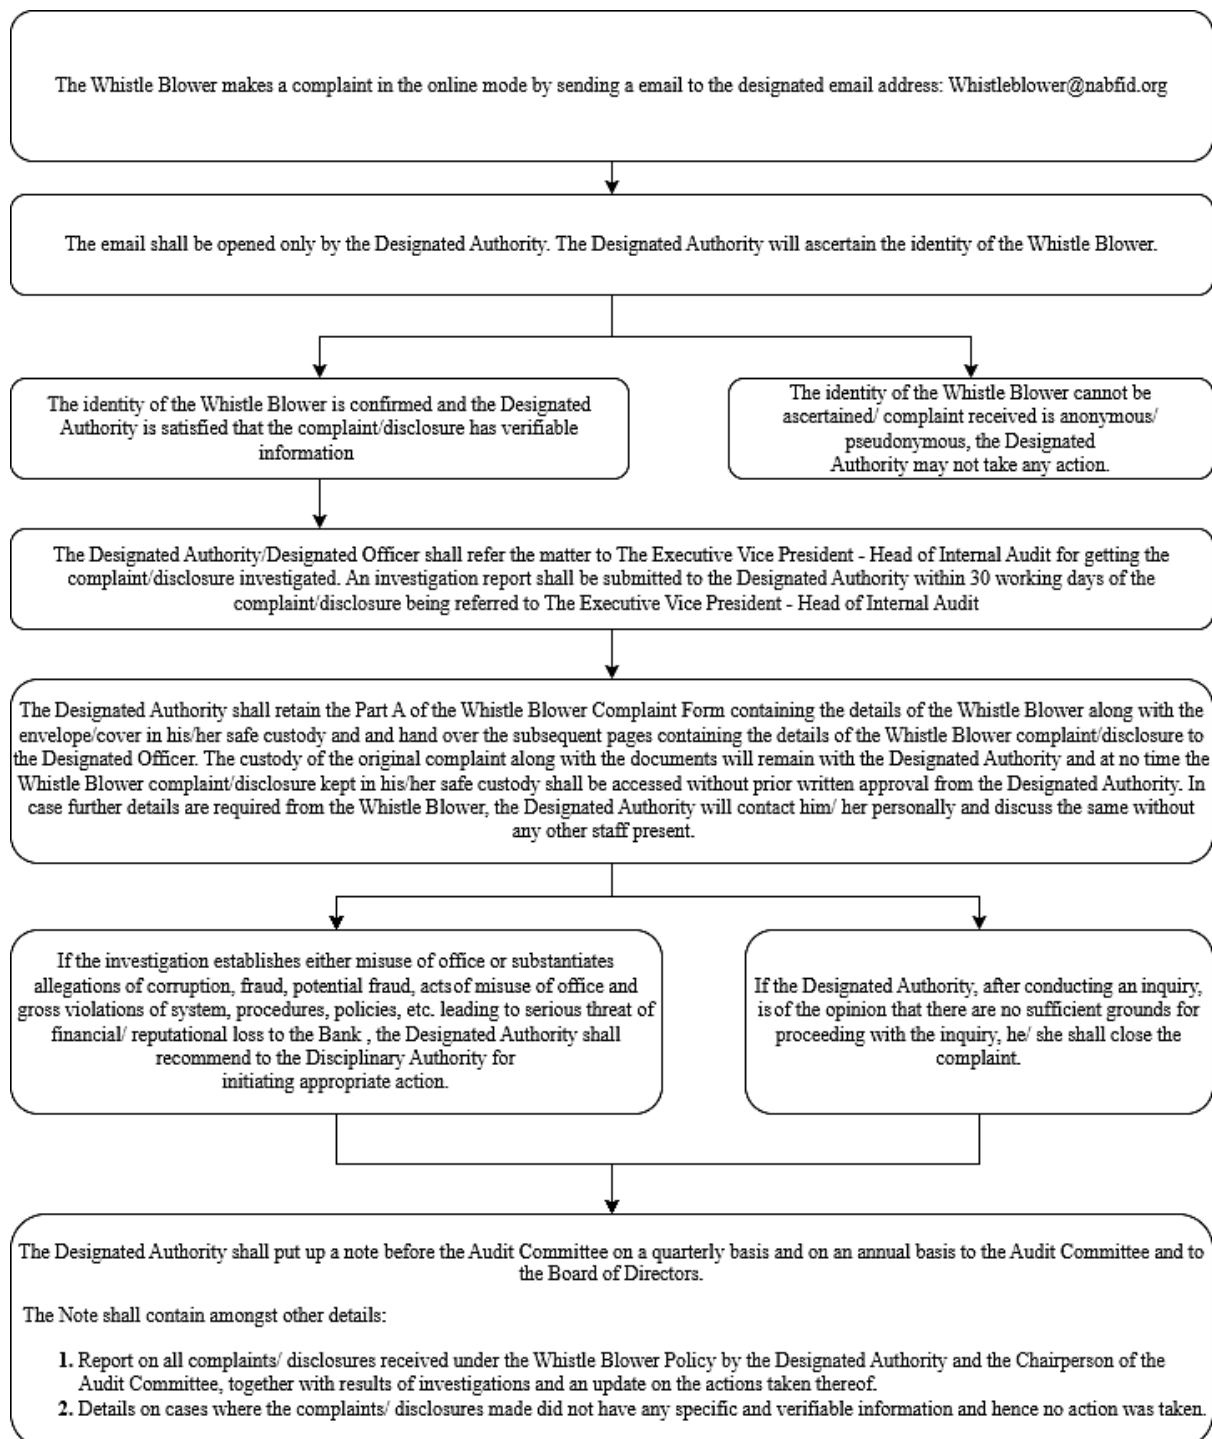 The Whistle Blower makes a complaint in the online mode by sending a email to the designated email address: Whistleblower@nabfid.org
The email shall be opened only by the Designated Authority. The Designated Authority will ascertain the identity of the Whistle Blower.
The identity of the Whistle Blower is confirmed and the Designated
Authority is satisfied that the complaint/disclosure has verifiable
information
The identity of the Whistle Blower cannot be
ascertained/ complaint received is anonymous/
pseudonymous, the Designated
Authority may not take any action.
The Designated Authority/Designated Officer shall refer the matter to The Executive Vice President - Head of Internal Audit for getting the
complaint/disclosure investigated. An investigation report shall be submitted to the Designated Authority within 30 working days of the
complaint/disclosure being referred to The Executive Vice President - Head of Internal Audit
The Designated Authority shall retain the Part A of the Whistle Blower Complaint Form containing the details of the Whistle Blower along with the
envelope/cover in his/her safe custody and and hand over the subsequent pages containing the details of the Whistle Blower complaint/disclosure to
the Designated Officer. The custody of the original complaint along with the documents will remain with the Designated Authority and at no time the
Whistle Blower complaint/disclosure kept in his/her safe custody shall be accessed without prior written approval from the Designated Authority. In
case further details are required from the Whistle Blower, the Designated Authority will contact him/ her personally and discuss the same without
any other staff present.
If the investigation establishes either misuse of office or substantiates
allegations of corruption, fraud, potential fraud, acts of misuse of office and
gross violations of system, procedures, policies, etc. leading to serious threat of
financial/ reputational loss to the Bank , the Designated Authority shall
recommend to the Disciplinary Authority for
initiating appropriate action.
If the Designated Authority, after conducting an inquiry,
is of the opinion that there are no sufficient grounds for
proceeding with the inquiry, he/ she shall close the
complaint.
The Designated Authority shall put up a note before the Audit Committee on a quarterly basis and on an annual basis to the Audit Committee and to
the Board of Directors.
The Note shall contain amongst other details:
1. Report on all complaints/ disclosures received under the Whistle Blower Policy by the Designated Authority and the Chairperson of the
Audit Committee, together with results of investigations and an update on the actions taken thereof.
2. Details on cases where the complaints/ disclosures made did not have any specific and verifiable information and hence no action was taken.